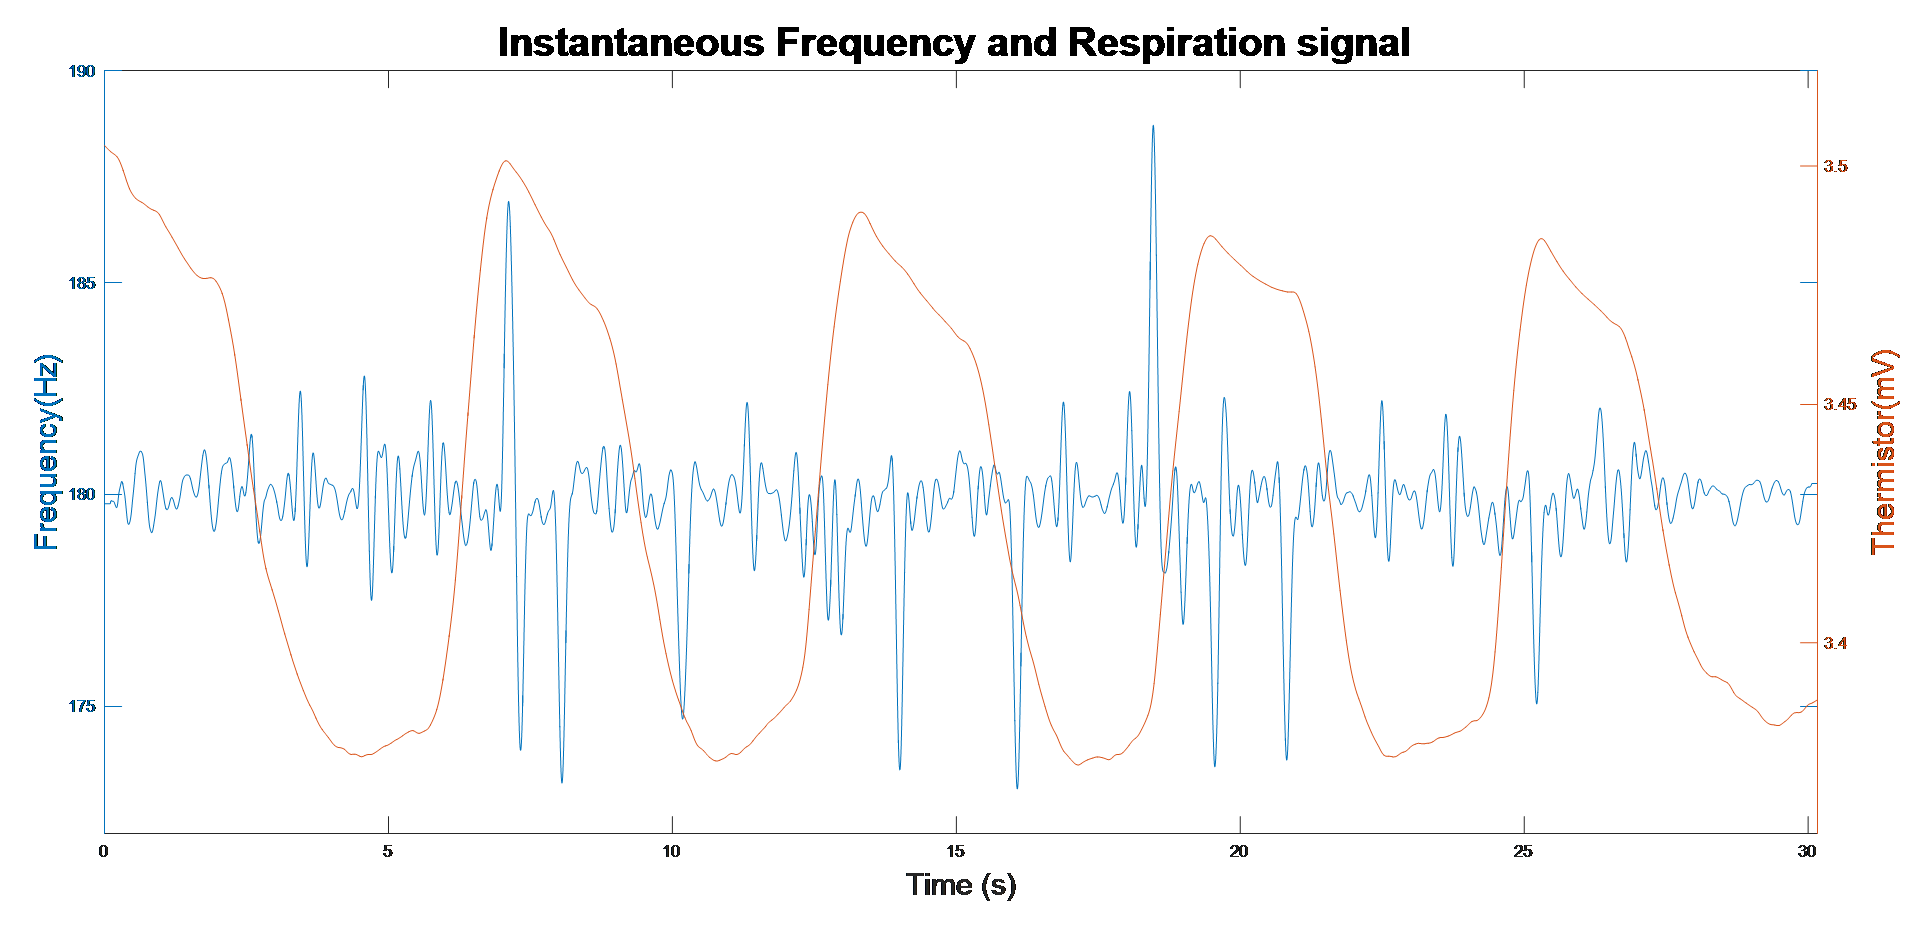 Instantaneous Frequency and Respiration signal
190
185
180
175
Frequency(Hz)
3.5
3.45
3.4
Thermistor(mV)
0 5 10 15 20 25 30
Time (s)